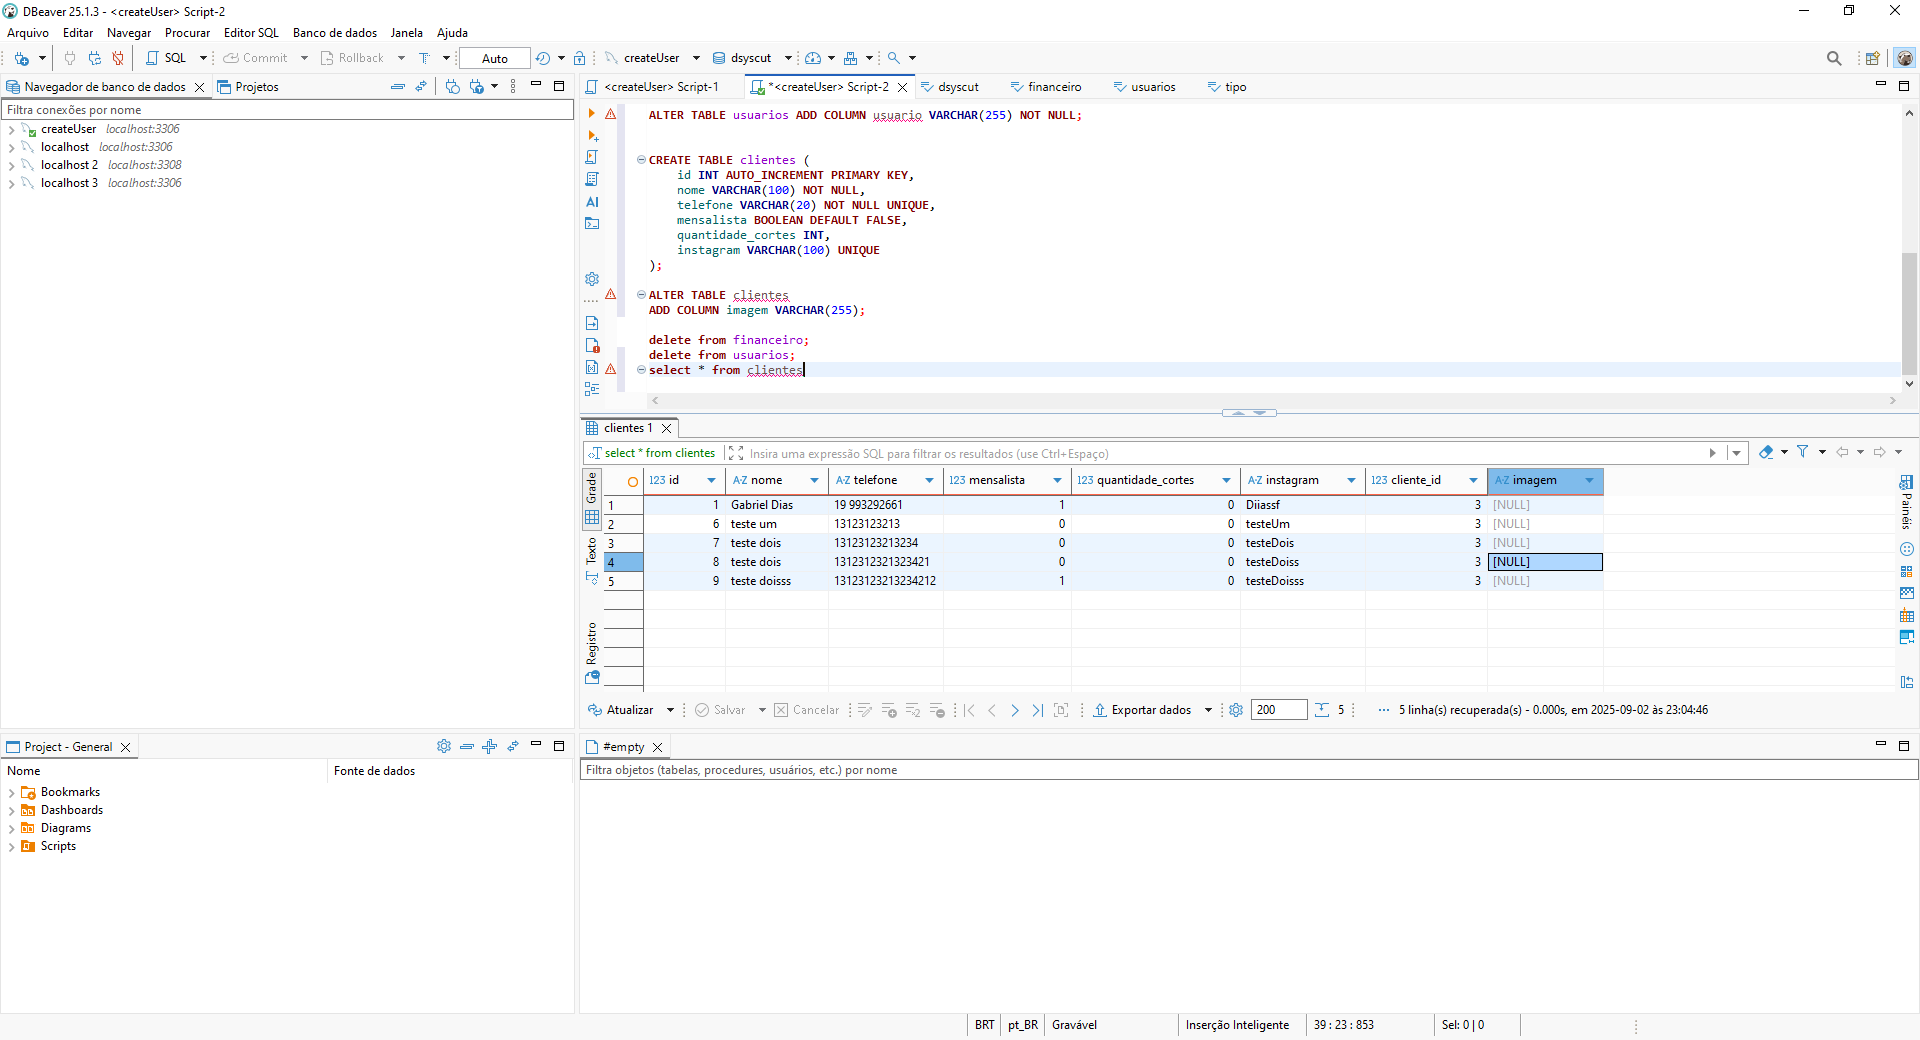 DBeaver 25.1.3 - <createUser> Script-2
Arquivo Editar Navegar Procurar Editor SQL Banco de dados Janela Ajuda
SQL Commit Rollback T Auto createUser dsyscut
Navegador de banco de dados Projetos
Filtra conexões por nome
createUser localhost:3306
localhost localhost:3306
localhost 2 localhost:3308
localhost 3 localhost:3306
<createUser> Script-1 *<createUser> Script-2 dsyscut financeiro usuarios tipo
ALTER TABLE usuarios ADD COLUMN usuario VARCHAR(255) NOT NULL;
CREATE TABLE clientes (
id INT AUTO_INCREMENT PRIMARY KEY,
nome VARCHAR(100) NOT NULL,
telefone VARCHAR(20) NOT NULL UNIQUE,
mensalista BOOLEAN DEFAULT FALSE,
quantidade_cortes INT,
instagram VARCHAR(100) UNIQUE
);
ALTER TABLE clientes
ADD COLUMN imagem VARCHAR(255);
delete from financeiro;
delete from usuarios;
select * from clientes
AI
clientes 1
select * from clientes Insira uma expressão SQL para filtrar os resultados (use Ctrl+Espaço)
Grade
Texto
Registro
123 id A-Z nome A-Z telefone 123 mensalista 123 quantidade_cortes A-Z instagram 123 cliente_id A-Z imagem
1 1 Gabriel Dias 19 993292661 1 0 Diiassf 3 [NULL]
2 6 teste um 13123123213 0 0 testeUm 3 [NULL]
3 7 teste dois 13123123213234 0 0 testeDois 3 [NULL]
4 8 teste dois 1312312321323421 0 0 testeDoiss 3 [NULL]
5 9 teste doisss 13123123213234212 1 0 testeDoisss 3 [NULL]
Painéis
Atualizar Salvar Cancelar Exportar dados 200 5 5 linha(s) recuperada(s) - 0.000s, em 2025-09-02 às 23:04:46
Project - General
Nome Fonte de dados
Bookmarks
Dashboards
Diagrams
Scripts
#empty
Filtra objetos (tabelas, procedures, usuários, etc.) por nome
BRT pt_BR Gravável Inserção Inteligente 39 : 23 : 853 Sel: 0 | 0